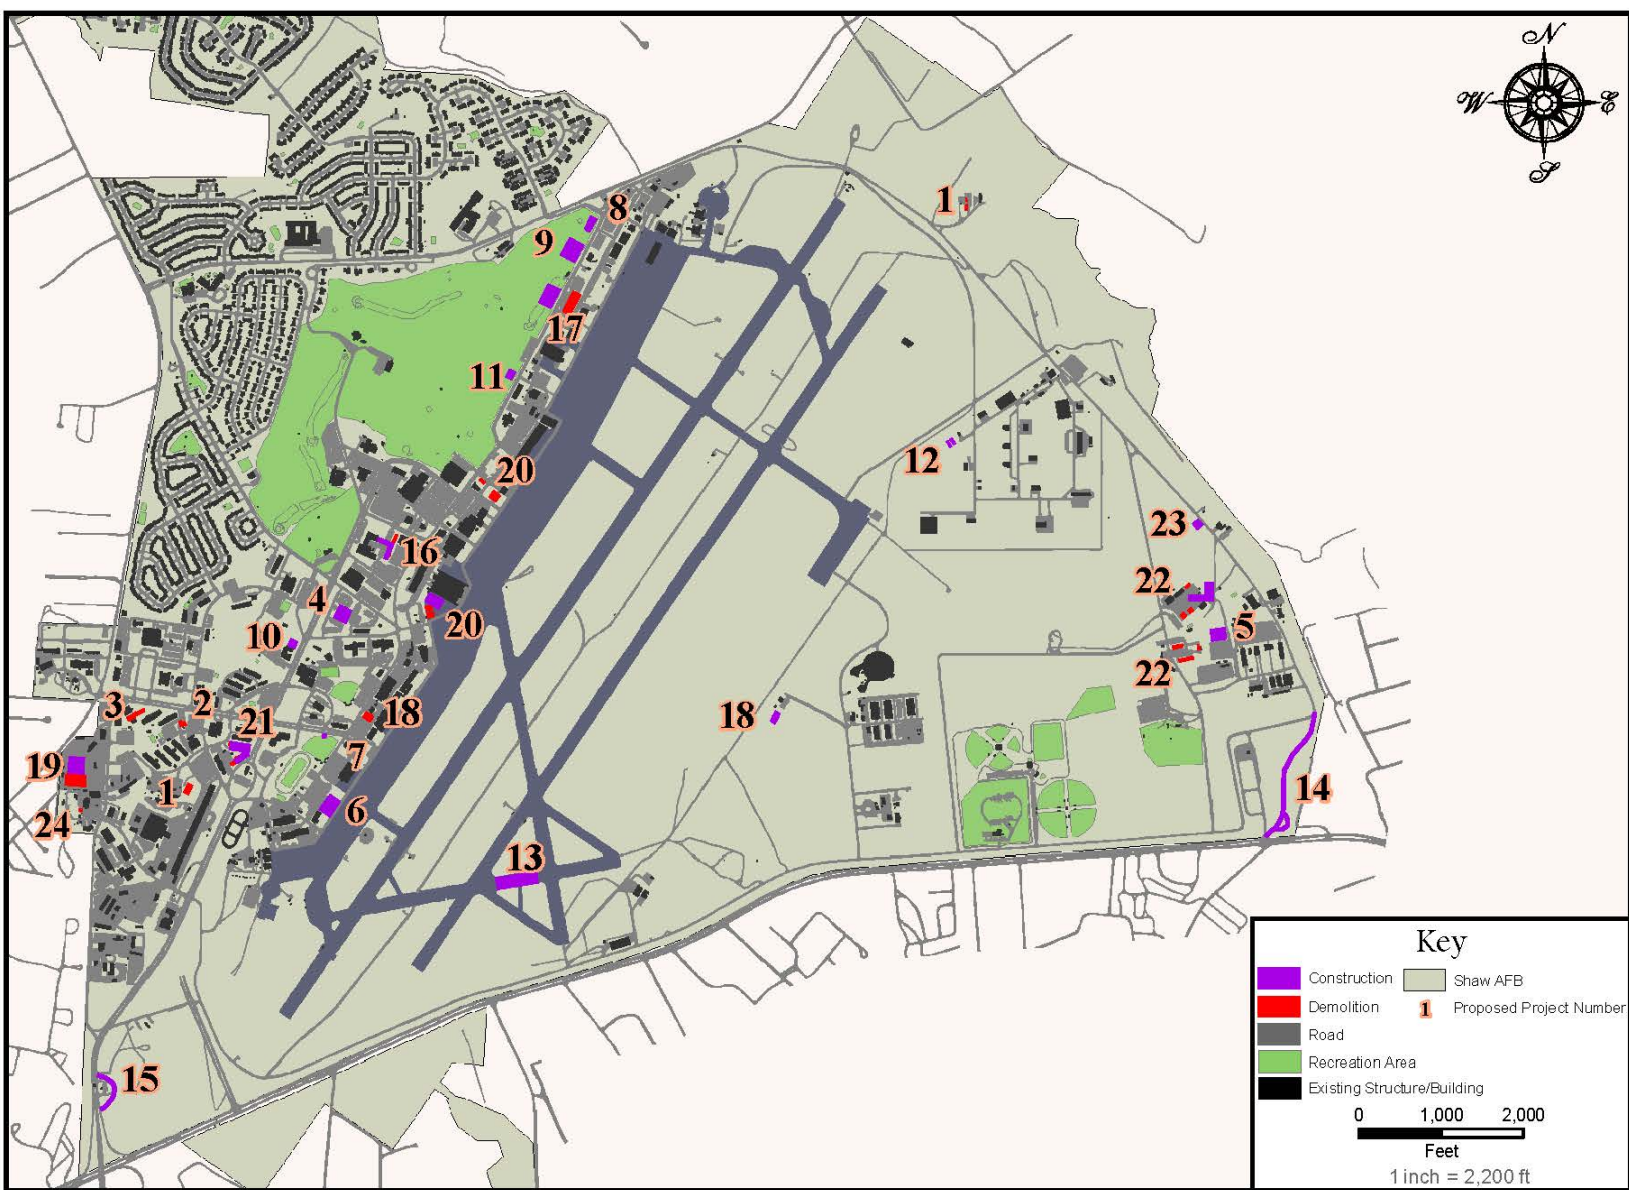 N
W
E
S
1
8
9
17
11
20
12
23
16
22
4
20
5
10
22
3
2
21
18
18
7
19
1
14
6
24
13
15
Key
Construction
Shaw AFB
Demolition
1 Proposed Project Number
Road
Recreation Area
Existing Structure/Building
0 1,000 2,000
Feet
1 inch = 2,200 ft